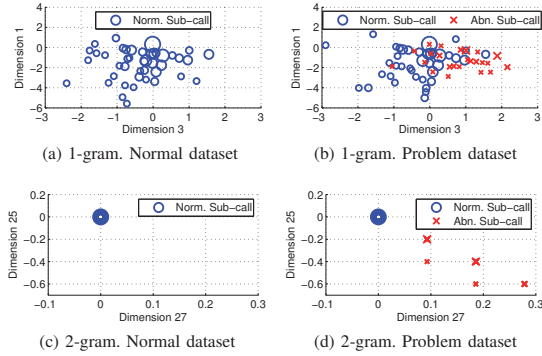 4
2
0
−2
−4
−6
−3 −2 −1 0 1 2 3
Dimension 1
Dimension 3
Norm. Sub−call
(a) 1-gram. Normal dataset
4
2
0
−2
−4
−6
−3 −2 −1 0 1 2 3
Dimension 1
Dimension 3
Norm. Sub−call Abn. Sub−call
(b) 1-gram. Problem dataset
0.2
0
−0.2
−0.4
−0.6
−0.1 0 0.1 0.2 0.3
Dimension 25
Dimension 27
Norm. Sub−call
(c) 2-gram. Normal dataset
0.2
0
−0.2
−0.4
−0.6
−0.1 0 0.1 0.2 0.3
Dimension 25
Dimension 27
Norm. Sub−call
Abn. Sub−call
(d) 2-gram. Problem dataset